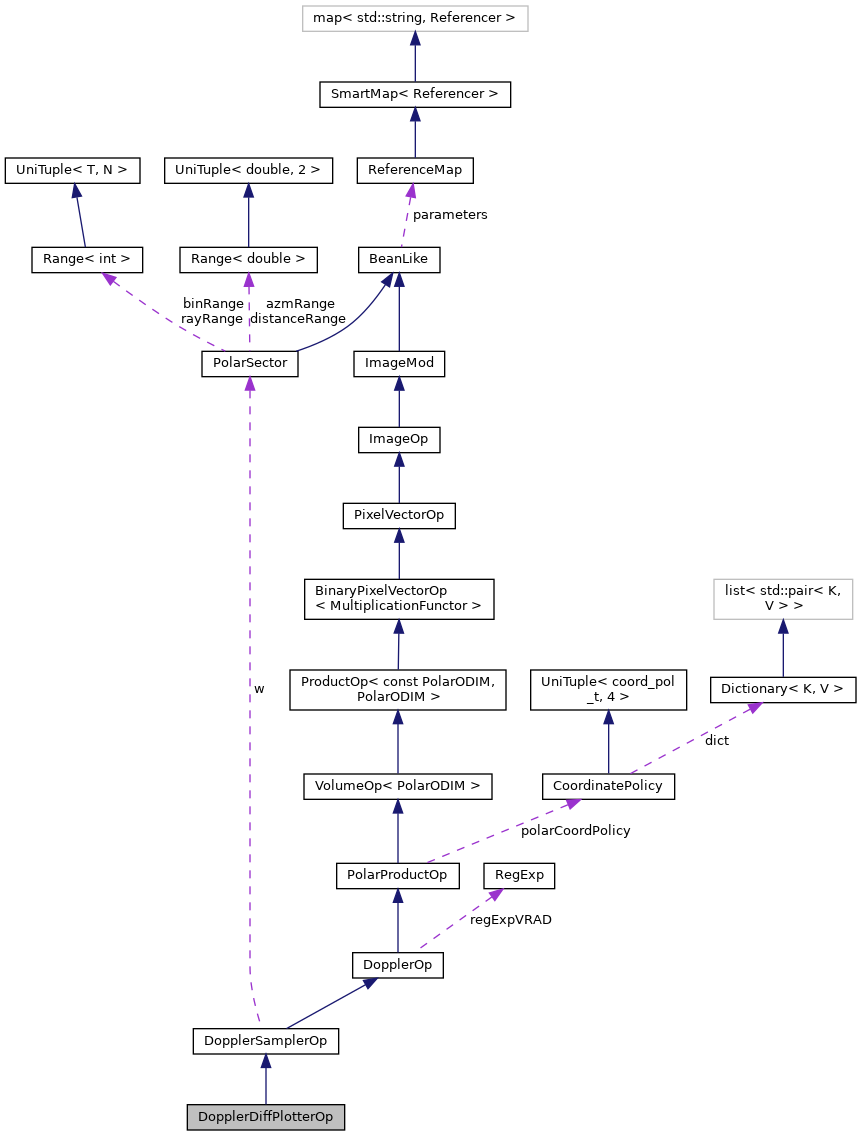 map< std::string, Referencer >
SmartMap< Referencer >
UniTuple< T, N >
UniTuple< double, 2 >
ReferenceMap
parameters
Range< int >
Range< double >
BeanLike
binRange
rayRange
azmRange
distanceRange
PolarSector
ImageMod
ImageOp
PixelVectorOp
BinaryPixelVectorOp
< MultiplicationFunctor >
list< std::pair< K,
V > >
ProductOp< const PolarODIM,
PolarODIM >
UniTuple< coord_pol
_t, 4 >
Dictionary< K, V >
w
dict
VolumeOp< PolarODIM >
CoordinatePolicy
polarCoordPolicy
PolarProductOp
RegExp
regExpVRAD
DopplerOp
DopplerSamplerOp
DopplerDiffPlotterOp